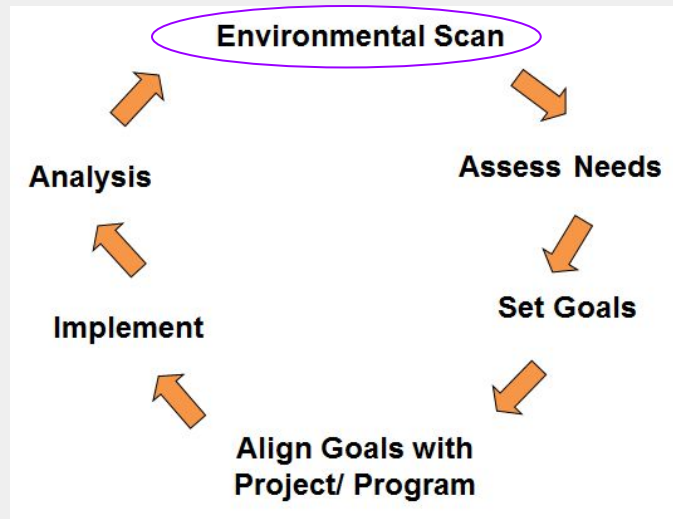 Environmental Scan
Assess Needs
Set Goals
Align Goals with
Project/ Program
Implement
Analysis